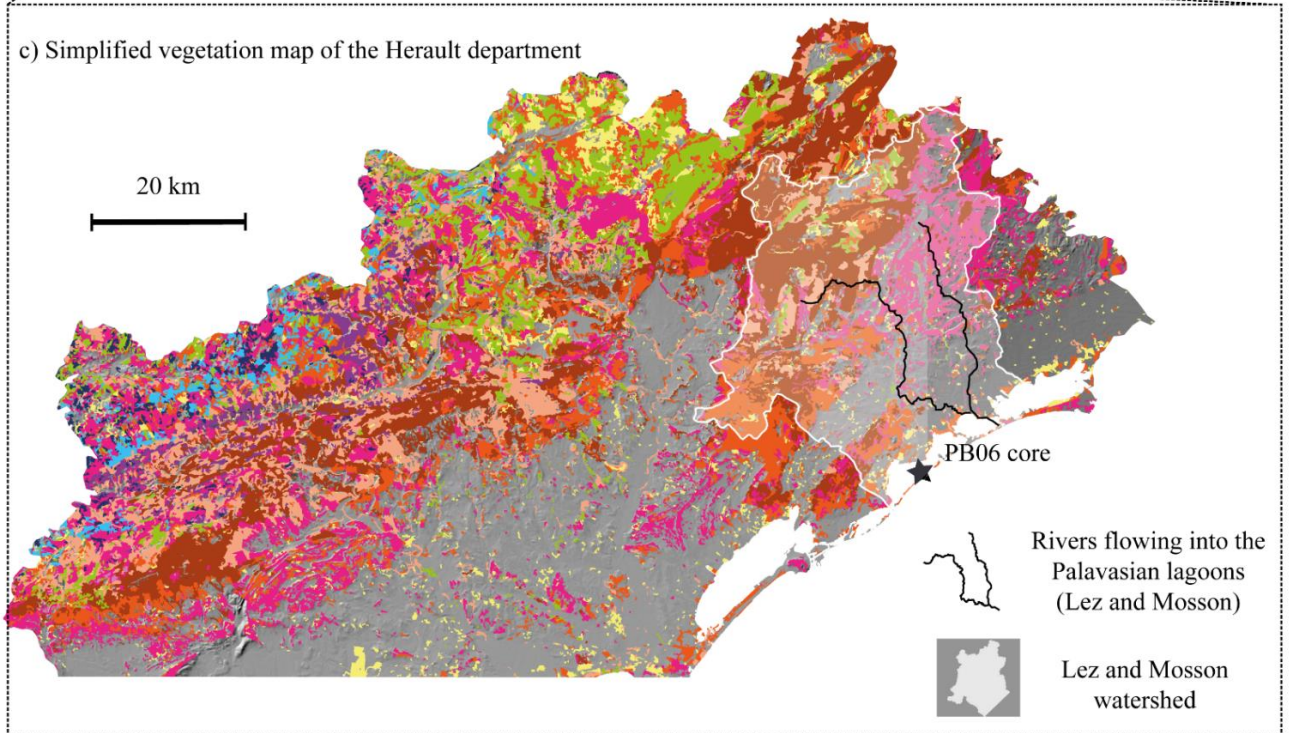 c) Simplified vegetation map of the Herault department
20 km
PB06 core
Rivers flowing into the
Palavasian lagoons
(Lez and Mosson)
Lez and Mosson
watershed